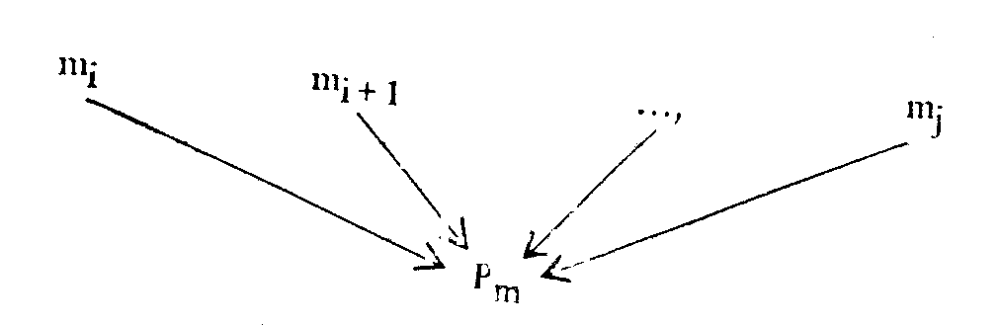 mᵢ mᵢ₊₁ ..., mⱼ
Pₘ